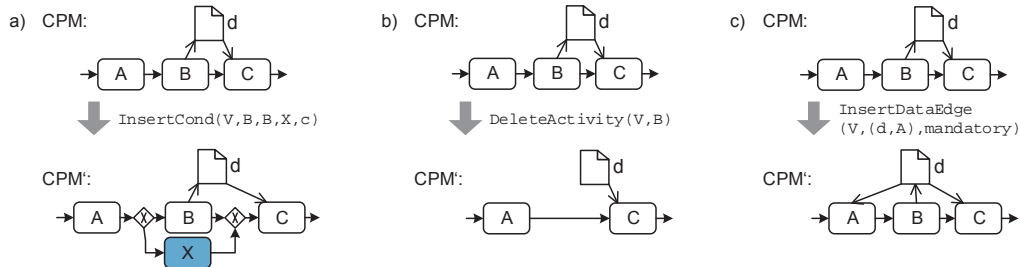 a) CPM:
d
A B C
InsertCond(V,B,B,X,c)
CPM‘:
d
A X B X C
X
b) CPM:
d
A B C
DeleteActivity(V,B)
CPM‘:
d
A C
c) CPM:
d
A B C
InsertDataEdge
(V,(d,A),mandatory)
CPM‘:
d
A B C